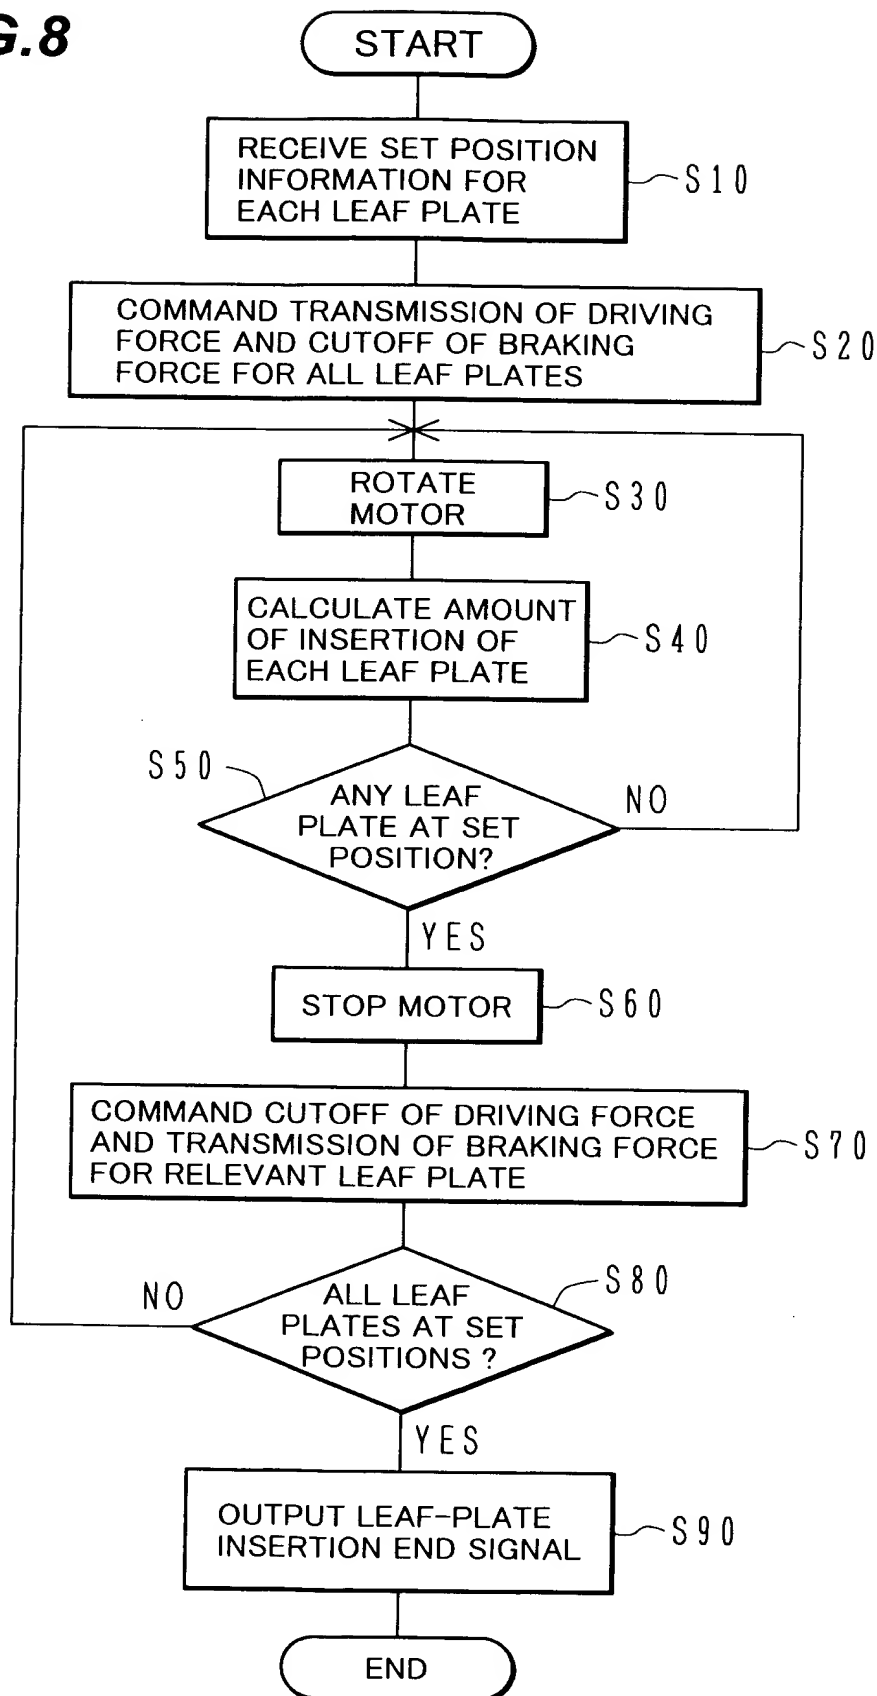 G.8
START
RECEIVE SET POSITION
INFORMATION FOR
EACH LEAF PLATE
S10
COMMAND TRANSMISSION OF DRIVING
FORCE AND CUTOFF OF BRAKING
FORCE FOR ALL LEAF PLATES
S20
ROTATE
MOTOR
S30
CALCULATE AMOUNT
OF INSERTION OF
EACH LEAF PLATE
S40
S50
ANY LEAF
PLATE AT SET
POSITION?
NO
YES
STOP MOTOR
S60
COMMAND CUTOFF OF DRIVING FORCE
AND TRANSMISSION OF BRAKING FORCE
FOR RELEVANT LEAF PLATE
S70
S80
NO
ALL LEAF
PLATES AT SET
POSITIONS ?
YES
OUTPUT LEAF-PLATE
INSERTION END SIGNAL
S90
END